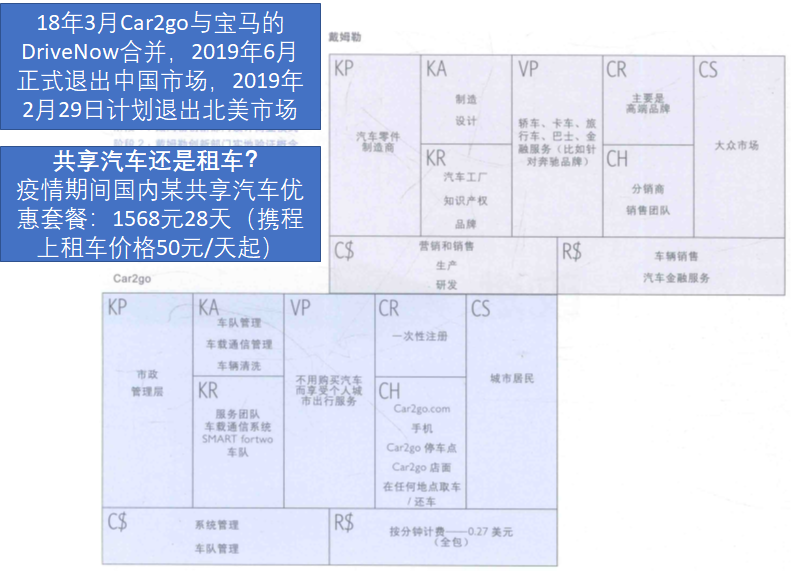 18年3月Car2go与宝马的
DriveNow合并，2019年6月
正式退出中国市场，2019年
2月29日计划退出北美市场
共享汽车还是租车？
疫情期间国内某共享汽车优
惠套餐：1568元28天（携程
上租车价格50元/天起）
戴姆勒
KP
汽车零件
制造商
KA
制造
设计
KR
汽车工厂
知识产权
品牌
VP
轿车、卡车、旅
行车、巴士、金
融服务（比如针
对奔驰品牌）
CR
主要是
高端品牌
CH
分销商
销售团队
CS
大众市场
C$
营销和销售
生产
研发
R$
车辆销售
汽车金融服务
Car2go
KP
市政
管理层
KA
车队管理
车载通信管理
车辆清洗
KR
服务团队
车载通信系统
SMART fortwo
车队
VP
不用购买汽车
而享受个人城
市出行服务
CR
一次性注册
CH
Car2go.com
手机
Car2go 停车点
Car2go 店面
在任何地点取车
/ 还车
CS
城市居民
C$
系统管理
车队管理
R$
按分钟计费——0.27 美元
（全包）